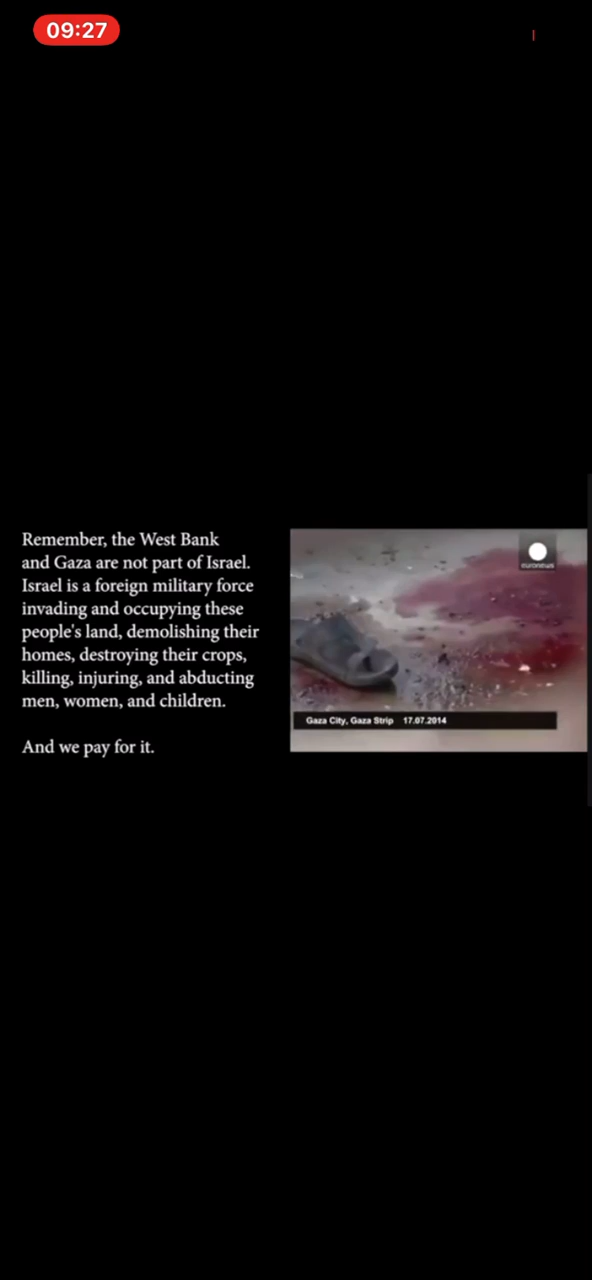 09:27
Remember, the West Bank
and Gaza are not part of Israel.
Israel is a foreign military force
invading and occupying these
people's land, demolishing their
homes, destroying their crops,
killing, injuring, and abducting
men, women, and children.
And we pay for it.
euronews
Gaza City, Gaza Strip 17.07.2014